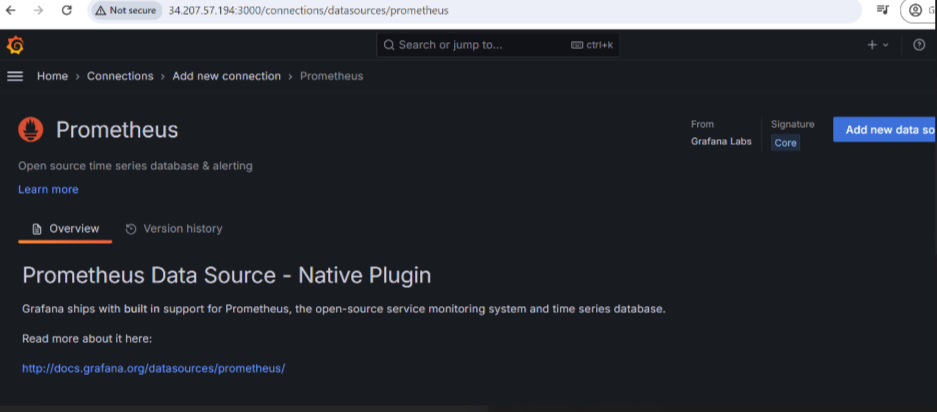 Not secure 34.207.57.194:3000/connections/datasources/prometheus
Search or jump to... ctrl+k
Home › Connections › Add new connection › Prometheus
Prometheus
From
Grafana Labs
Signature
Core
Add new data so
Open source time series database & alerting
Learn more
Overview Version history
Prometheus Data Source - Native Plugin
Grafana ships with built in support for Prometheus, the open-source service monitoring system and time series database.
Read more about it here:
http://docs.grafana.org/datasources/prometheus/